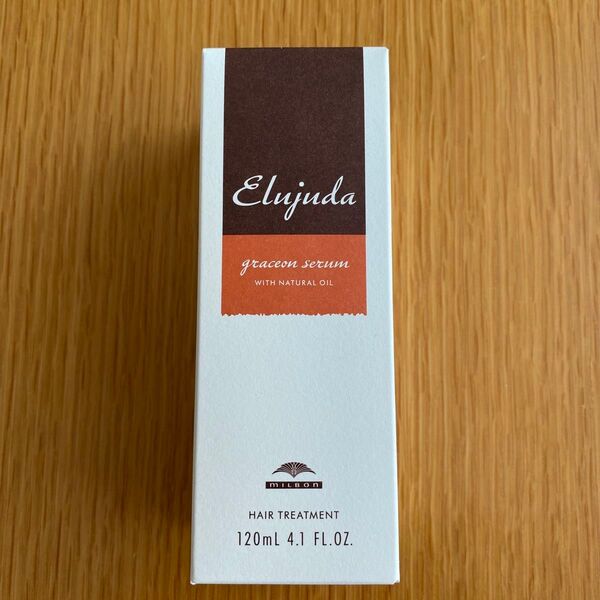 Elujuda
graceon serum
WITH NATURAL OIL
MILBON
HAIR TREATMENT
120mL 4.1 FL.OZ.